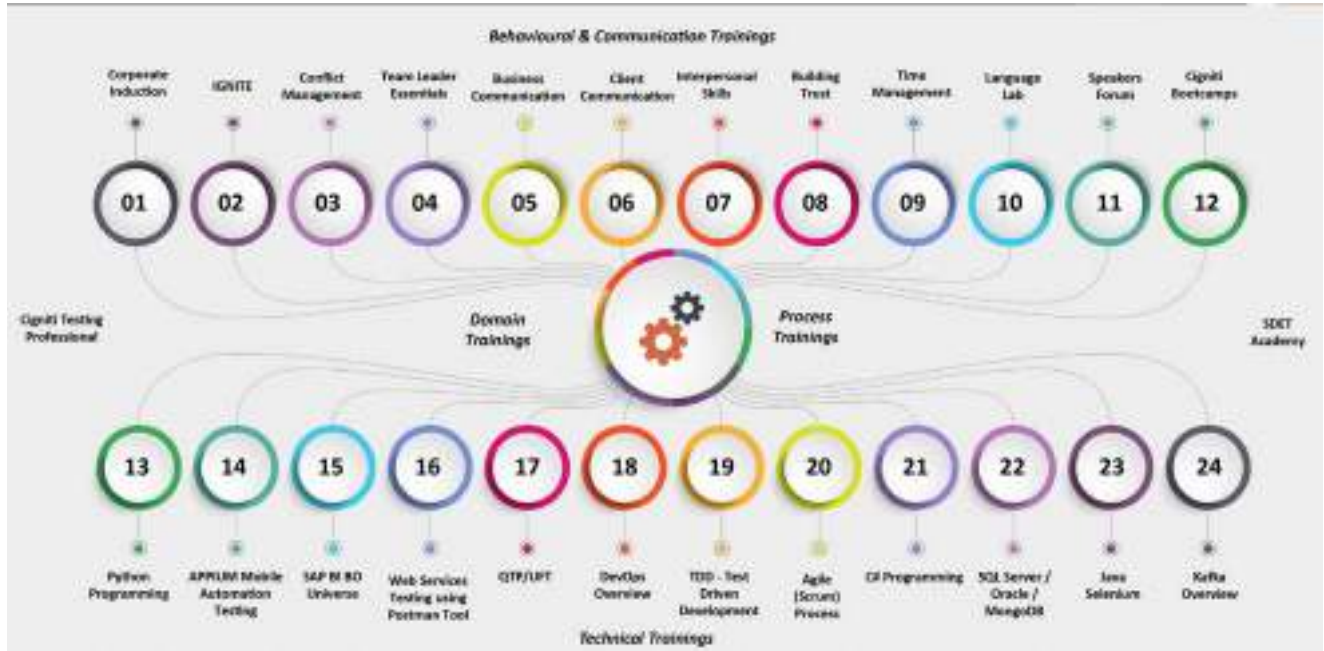 Behavioural & Communication Trainings
Corporate
Induction
IGNITE
Conflict
Management
Team Leader
Essentials
Business
Communication
Client
Communication
Interpersonal
Skills
Building
Trust
Time
Management
Language
Lab
Speakers
Forum
Cigniti
Bootcamps
01
02
03
04
05
06
07
08
09
10
11
12
Cigniti Testing
Professional
Domain
Trainings
Process
Trainings
SDET
Academy
13
14
15
16
17
18
19
20
21
22
23
24
Python
Programming
APPIUM Mobile
Automation
Testing
SAP BI BO
Universe
Web Services
Testing using
Postman Tool
QTP/UFT
DevOps
Overview
TDD - Test
Driven
Development
Agile
(Scrum)
Process
C# Programming
SQL Server /
Oracle /
MongoDB
Java
Selenium
Kafka
Overview
Technical Trainings